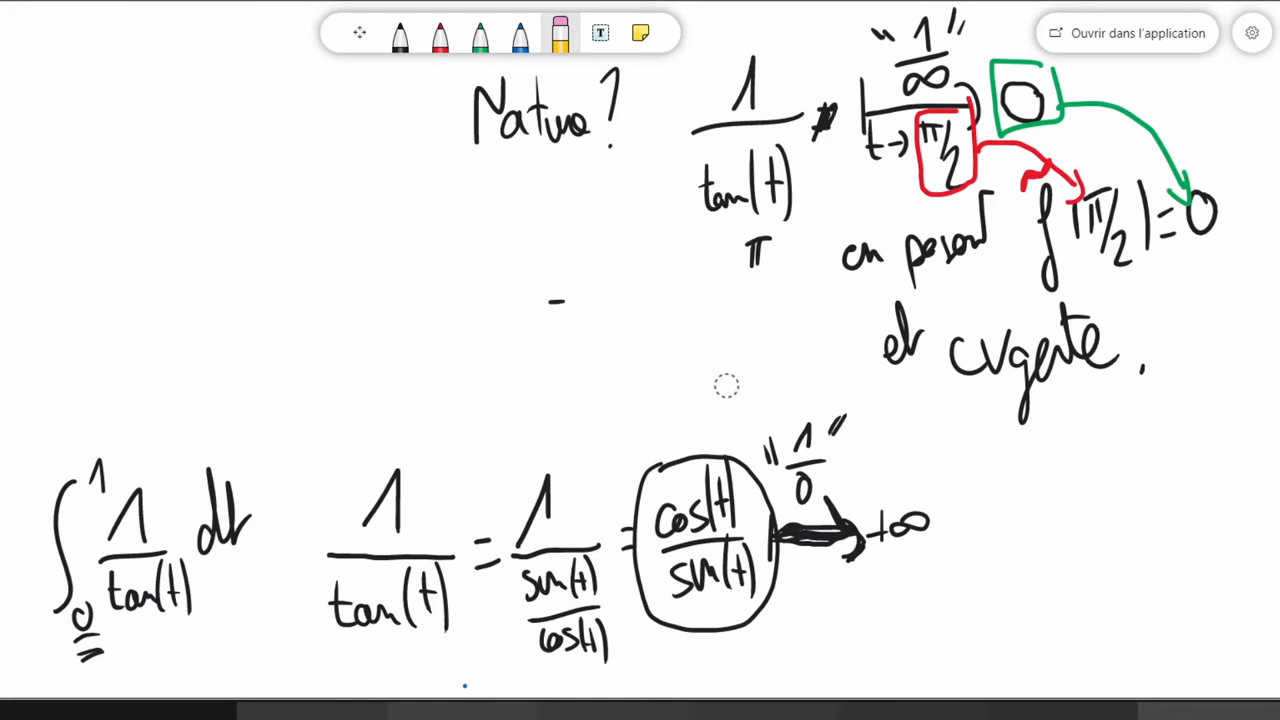 Ouvrir dans l'application
Nature ? 1/tan(t) t→π/2 "1/∞" 0
π
en posant f(π/2)=0
et cvgente.
∫₀¹ 1/tan(t) dt
1/tan(t) = 1/(sin(t)/cos(t)) = cos(t)/sin(t) "1/0" → +∞